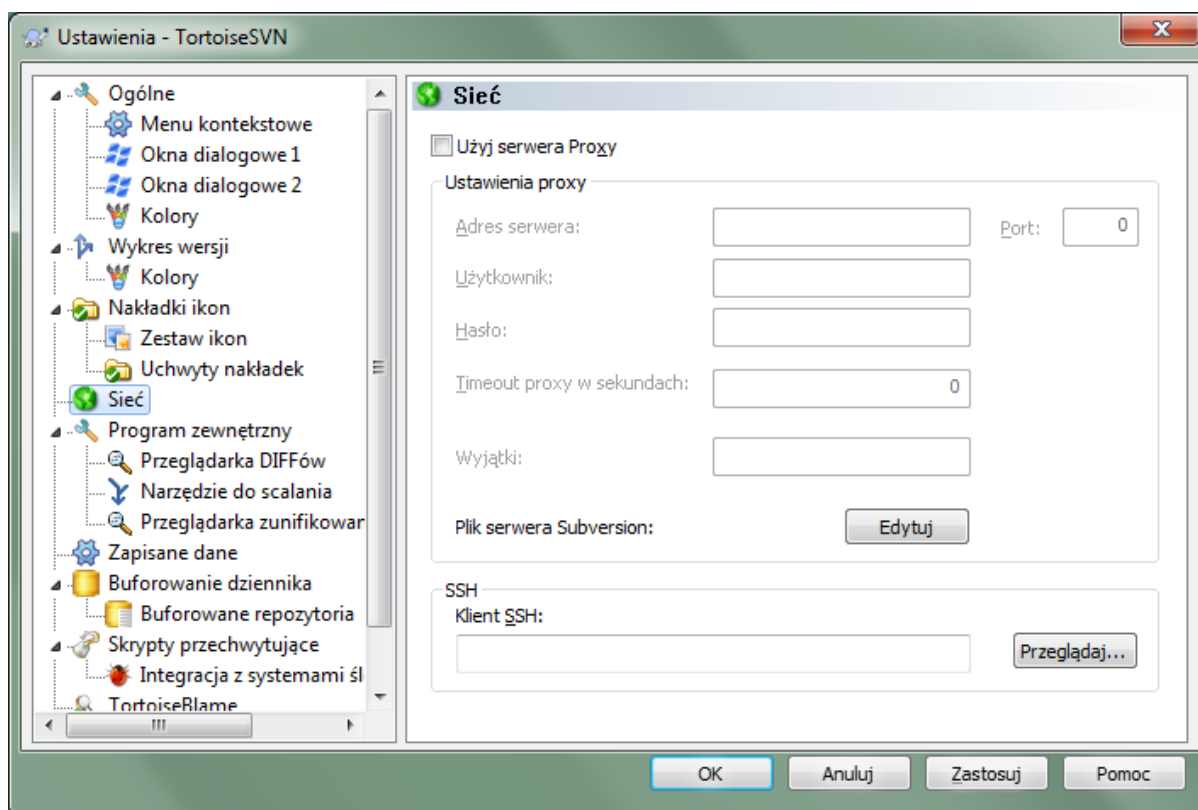 Ustawienia - TortoiseSVN
Ogólne
Menu kontekstowe
Okna dialogowe 1
Okna dialogowe 2
Kolory
Wykres wersji
Kolory
Nakładki ikon
Zestaw ikon
Uchwyty nakładek
Sieć
Program zewnętrzny
Przeglądarka DIFFów
Narzędzie do scalania
Przeglądarka zunifikowan
Zapisane dane
Buforowanie dziennika
Buforowane repozytoria
Skrypty przechwytujące
Integracja z systemami śl
TortoiseBlame
Sieć
Użyj serwera Proxy
Ustawienia proxy
Adres serwera:
Port: 0
Użytkownik:
Hasło:
Timeout proxy w sekundach: 0
Wyjątki:
Plik serwera Subversion: Edytuj
SSH
Klient SSH:
Przeglądaj...
OK Anuluj Zastosuj Pomoc